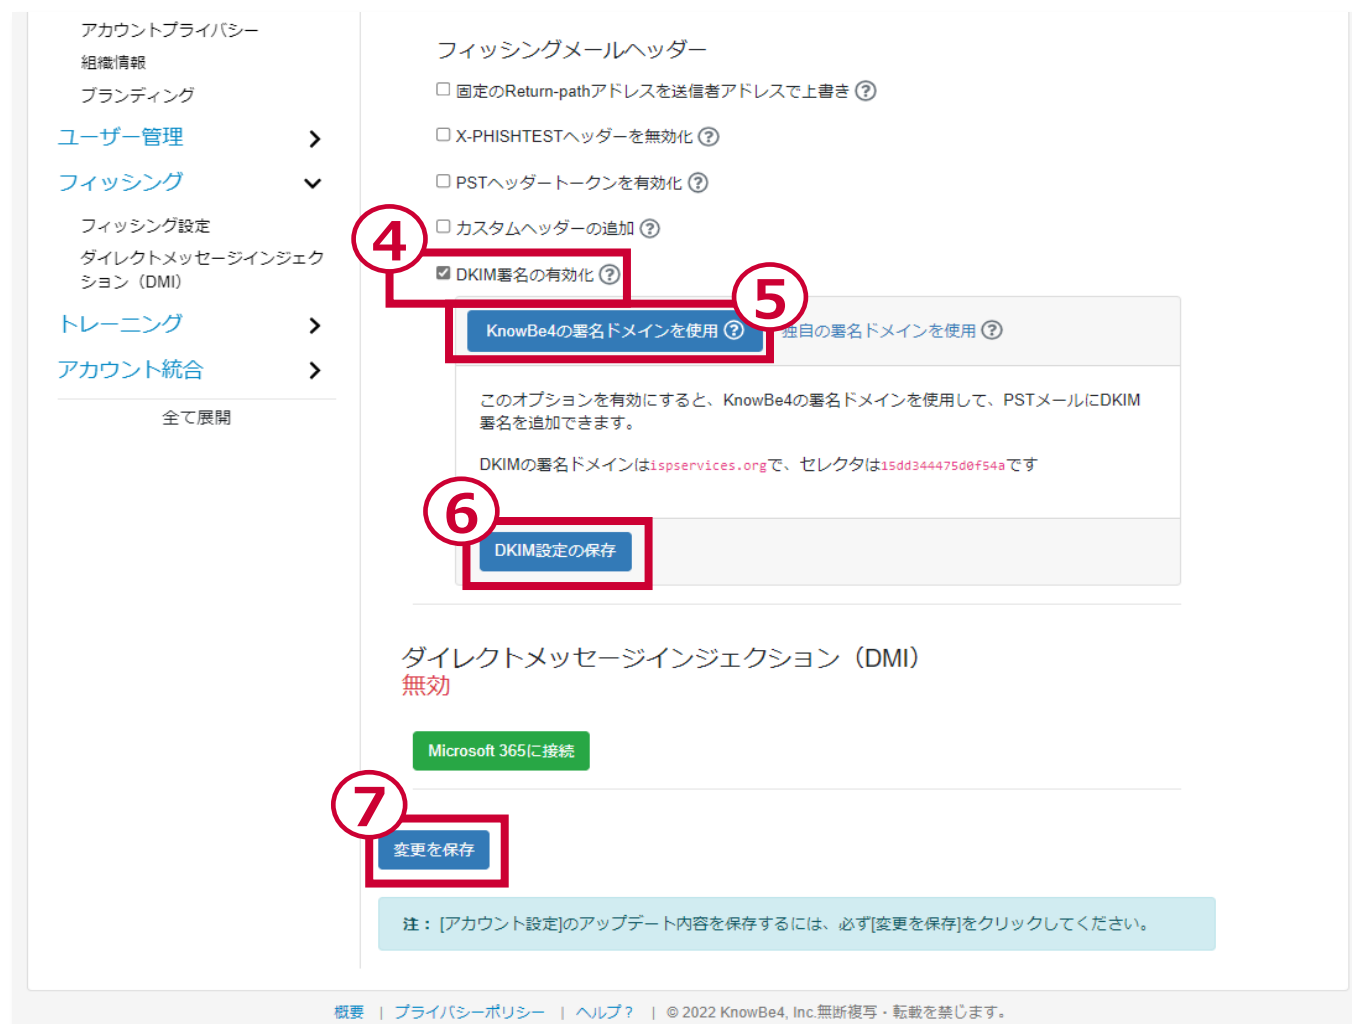 アカウントプライバシー
組織情報
ブランディング
ユーザー管理
フィッシング
フィッシング設定
ダイレクトメッセージインジェク
ション（DMI）
トレーニング
アカウント統合
全て展開
フィッシングメールヘッダー
固定のReturn-pathアドレスを送信者アドレスで上書き ?
X-PHISHTESTヘッダーを無効化 ?
PSTヘッダートークンを有効化 ?
カスタムヘッダーの追加 ?
④
DKIM署名の有効化 ?
⑤
KnowBe4の署名ドメインを使用 ? 独自の署名ドメインを使用 ?
このオプションを有効にすると、KnowBe4の署名ドメインを使用して、PSTメールにDKIM
署名を追加できます。
DKIMの署名ドメインはispservices.orgで、セレクタは15dd344475d0f54aです
⑥
DKIM設定の保存
ダイレクトメッセージインジェクション（DMI）
無効
Microsoft 365に接続
⑦
変更を保存
注： [アカウント設定]のアップデート内容を保存するには、必ず[変更を保存]をクリックしてください。
概要 | プライバシーポリシー | ヘルプ？ | © 2022 KnowBe4, Inc.無断複写・転載を禁じます。